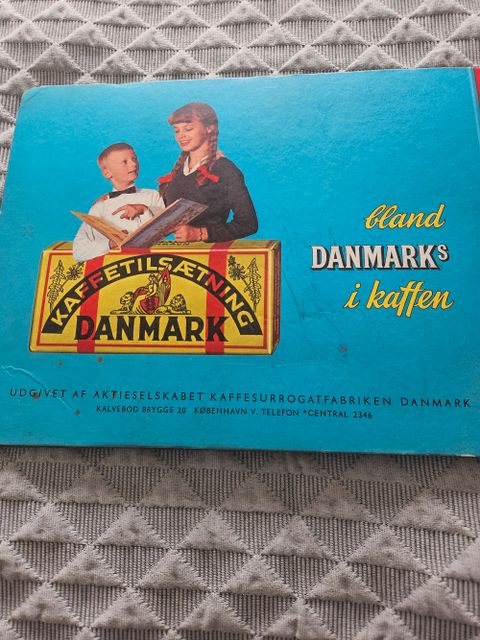 bland
DANMARKS
i kaffen
KAFFETILSÆTNING
DANMARK
UDGIVET AF AKTIESELSKABET KAFFESURROGATFABRIKEN DANMARK
KALVEBOD BRYGGE 20 KØBENHAVN V. TELEFON *CENTRAL 2346